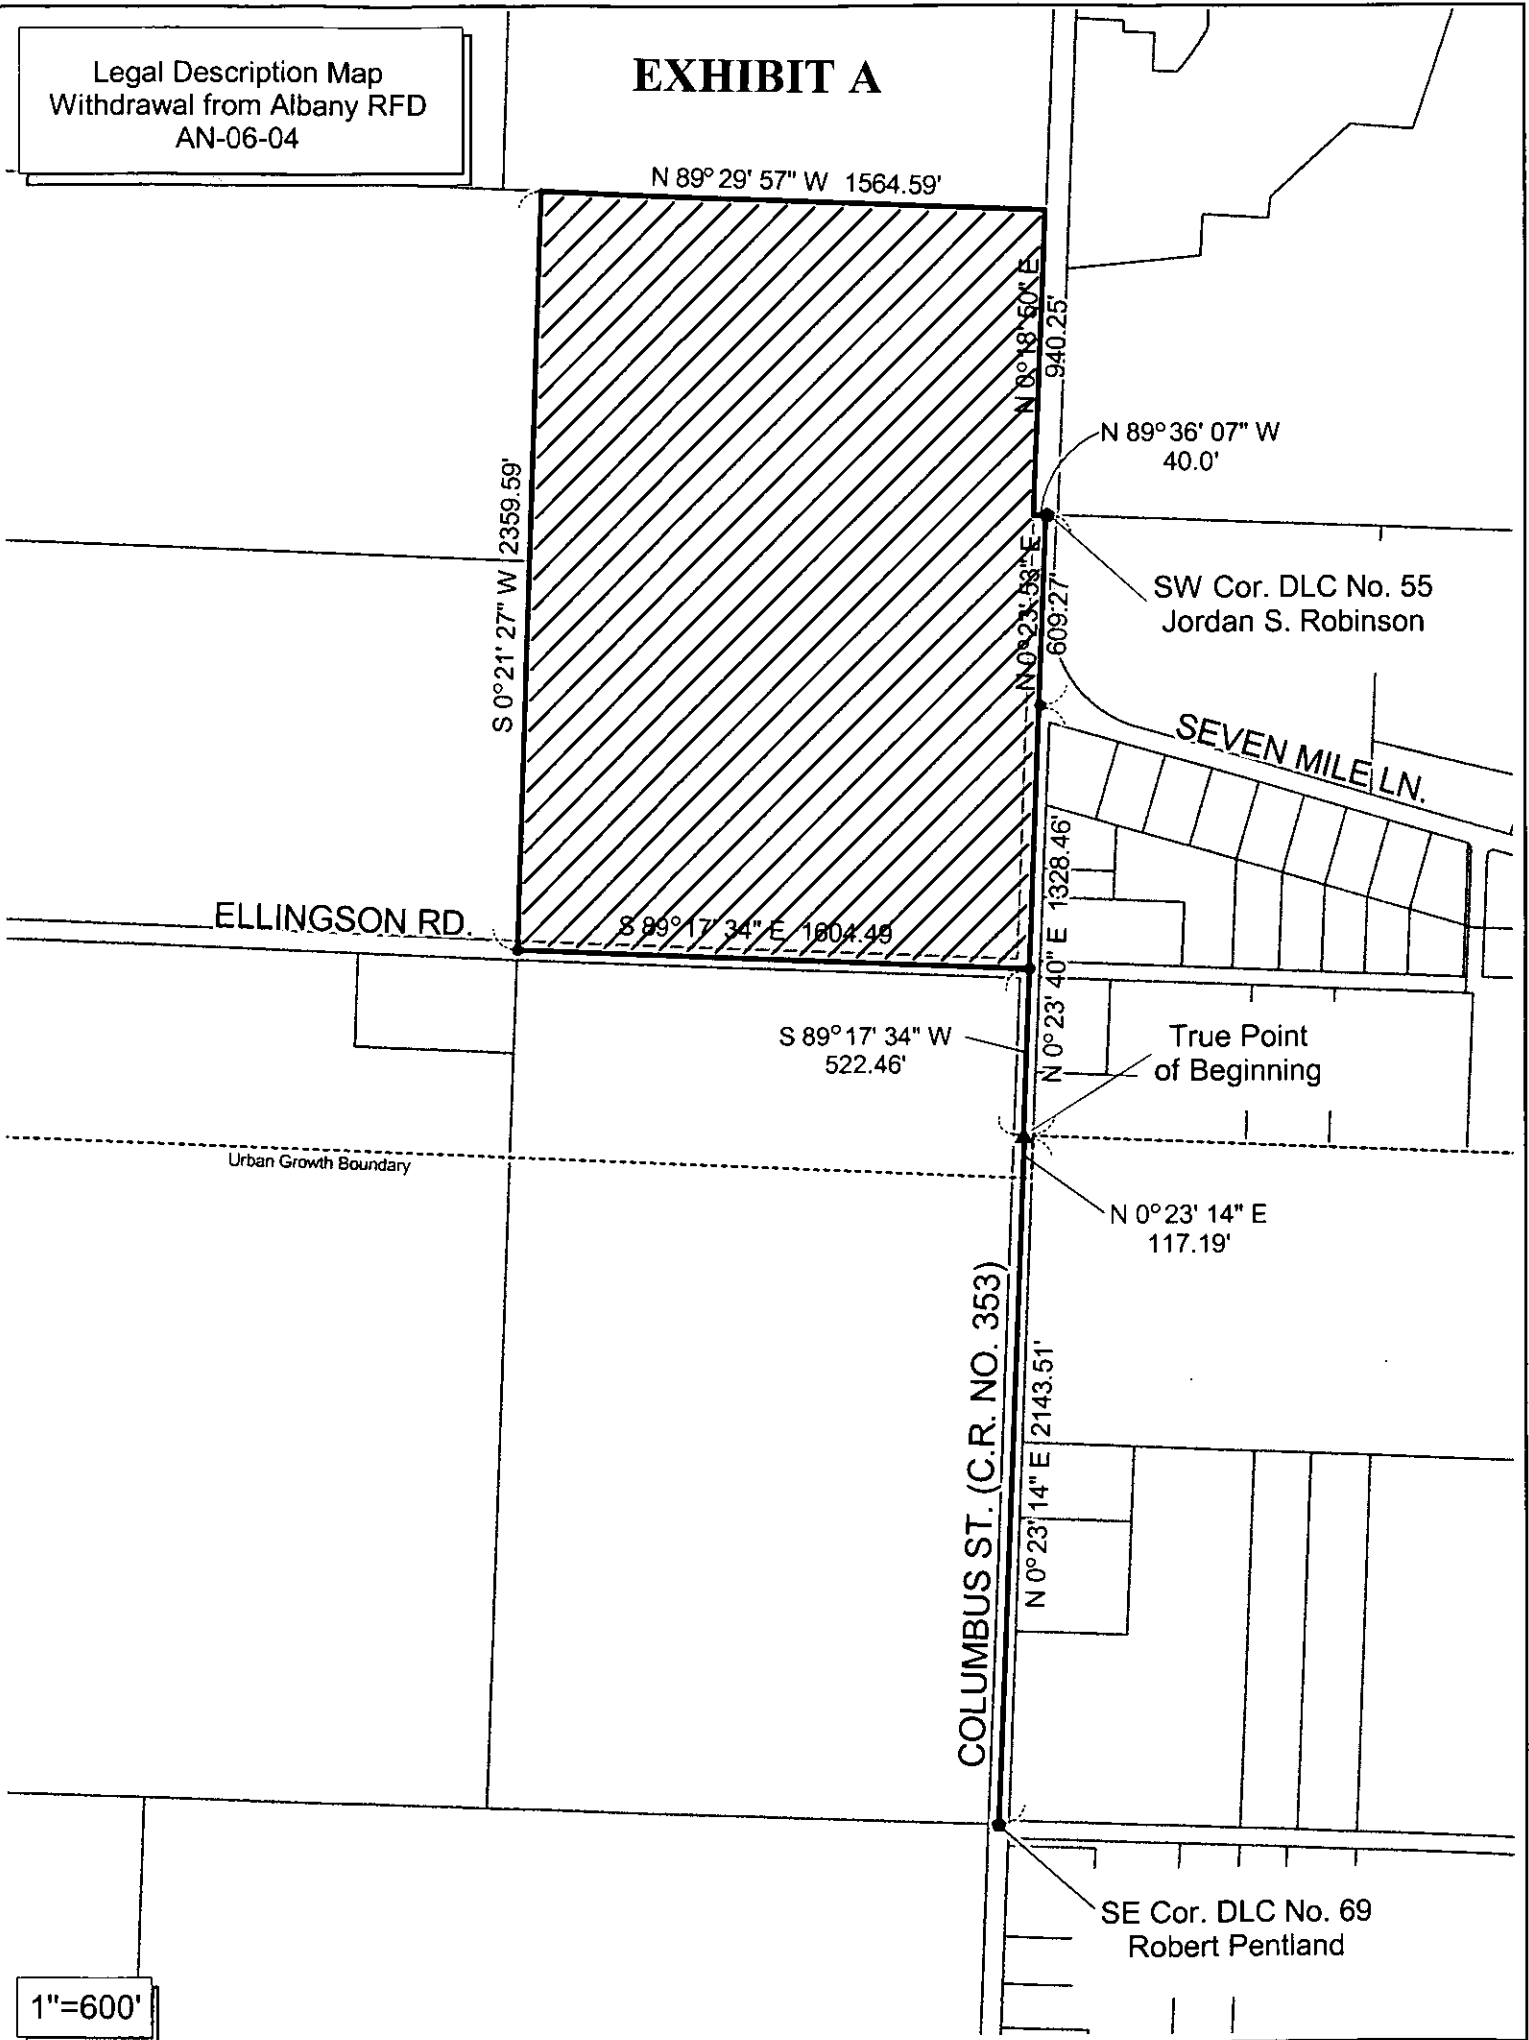 Legal Description Map
Withdrawal from Albany RFD
AN-06-04
EXHIBIT A
N 89° 29' 57" W 1564.59'
N 0° 18' 50" E
940.25'
N 89° 36' 07" W
40.0'
S 0° 21' 27" W 2359.59'
SW Cor. DLC No. 55
Jordan S. Robinson
N 0° 23' 53" E
609.27'
SEVEN MILE LN.
ELLINGSON RD.
S 89° 17' 34" E 1604.49
N 0° 23' 40" E 1328.46'
S 89° 17' 34" W
522.46'
True Point
of Beginning
Urban Growth Boundary
N 0° 23' 14" E
117.19'
COLUMBUS ST. (C.R. NO. 353)
N 0° 23' 14" E 2143.51'
SE Cor. DLC No. 69
Robert Pentland
1"=600'